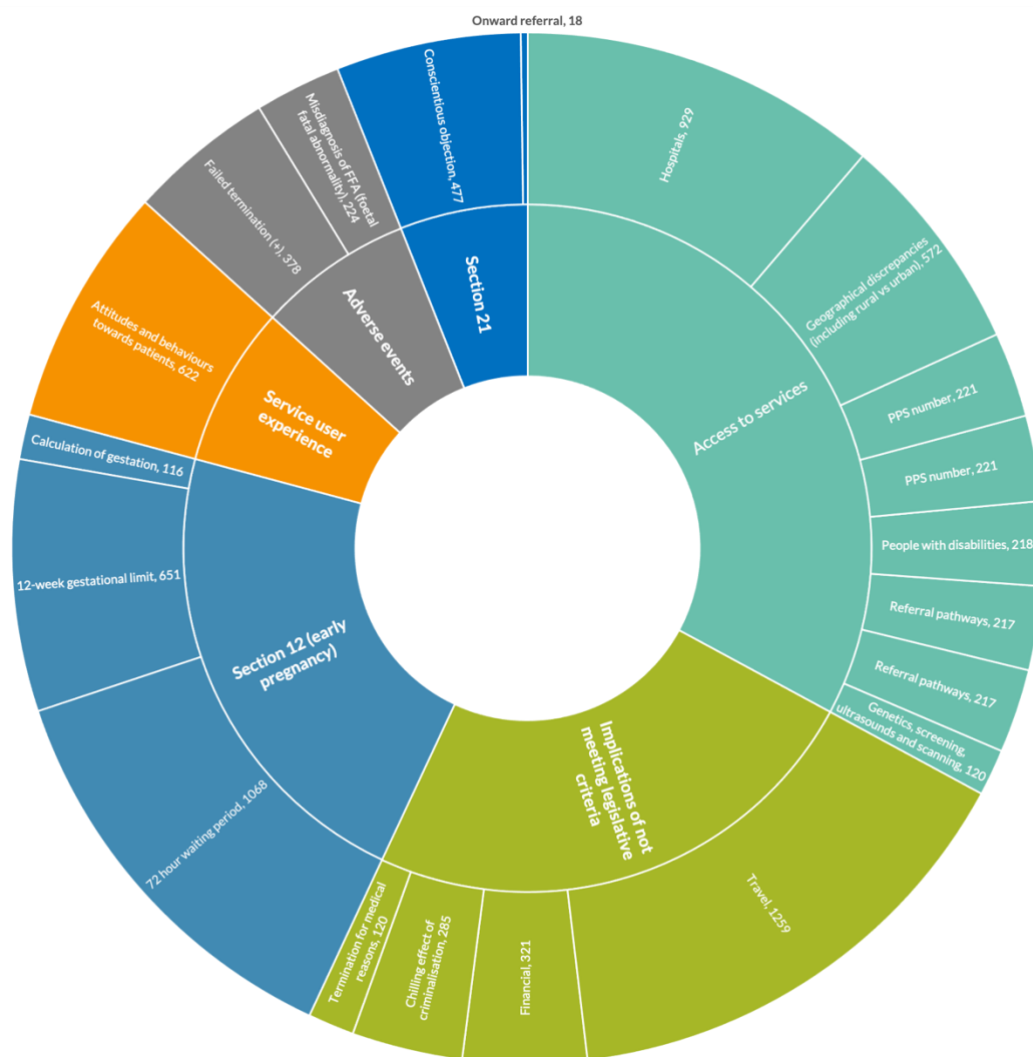 Onward referral, 18
Hospitals, 929
Geographical discrepancies
(including rural vs urban), 572
PPS number, 221
PPS number, 221
People with disabilities, 218
Referral pathways, 217
Referral pathways, 217
Genetics, screening,
ultrasounds and scanning, 120
Access to services
Travel, 1259
Financial, 321
Chilling effect of
criminalisation, 285
Termination for medical
reasons, 120
Implications of not
meeting legislative
criteria
72 hour waiting period, 1068
12-week gestational limit, 651
Calculation of gestation, 116
Section 12 (early
pregnancy)
Attitudes and behaviours
towards patients, 622
Service user
experience
Failed termination (+), 378
Misdiagnosis of FFA (foetal
fatal abnormality), 224
Adverse events
Conscientious objection, 477
Section 21